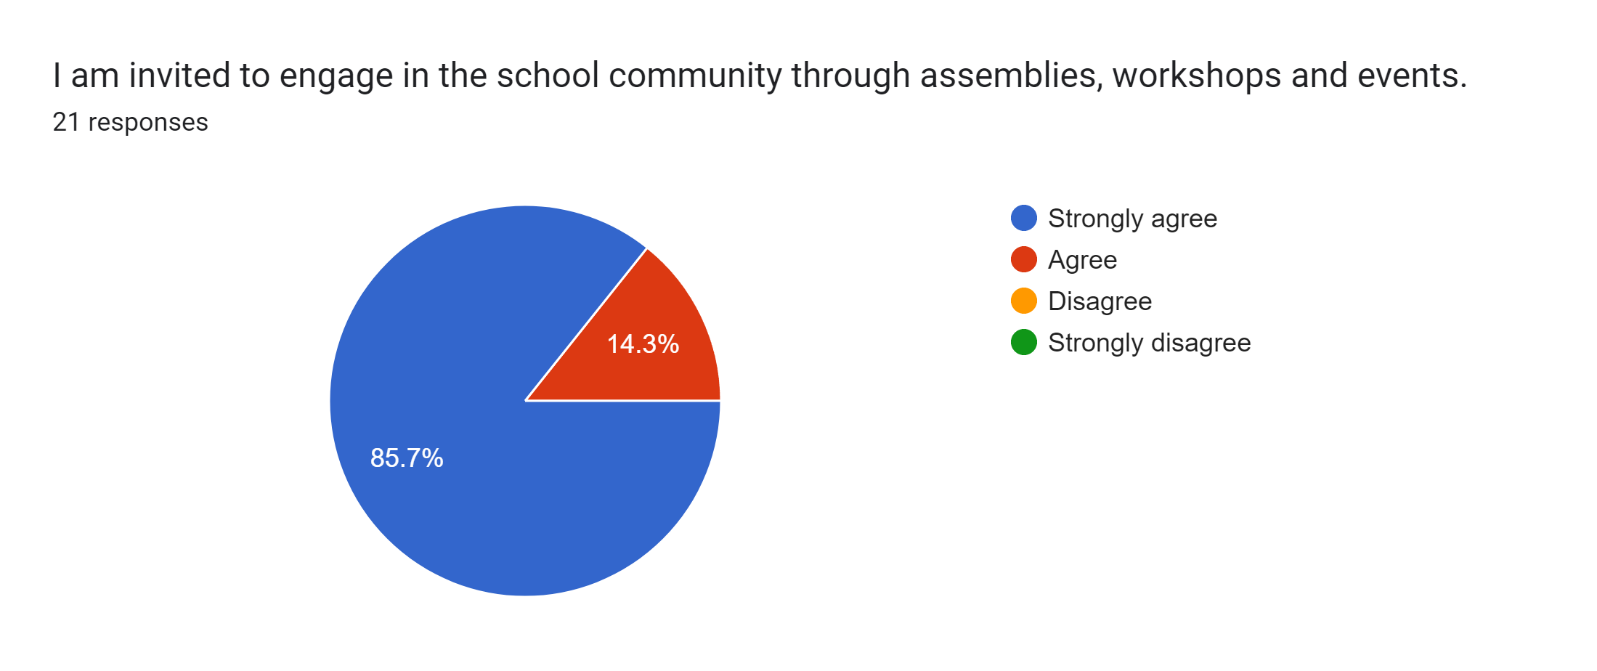 I am invited to engage in the school community through assemblies, workshops and events.
21 responses
Strongly agree
Agree
Disagree
Strongly disagree
14.3%
85.7%